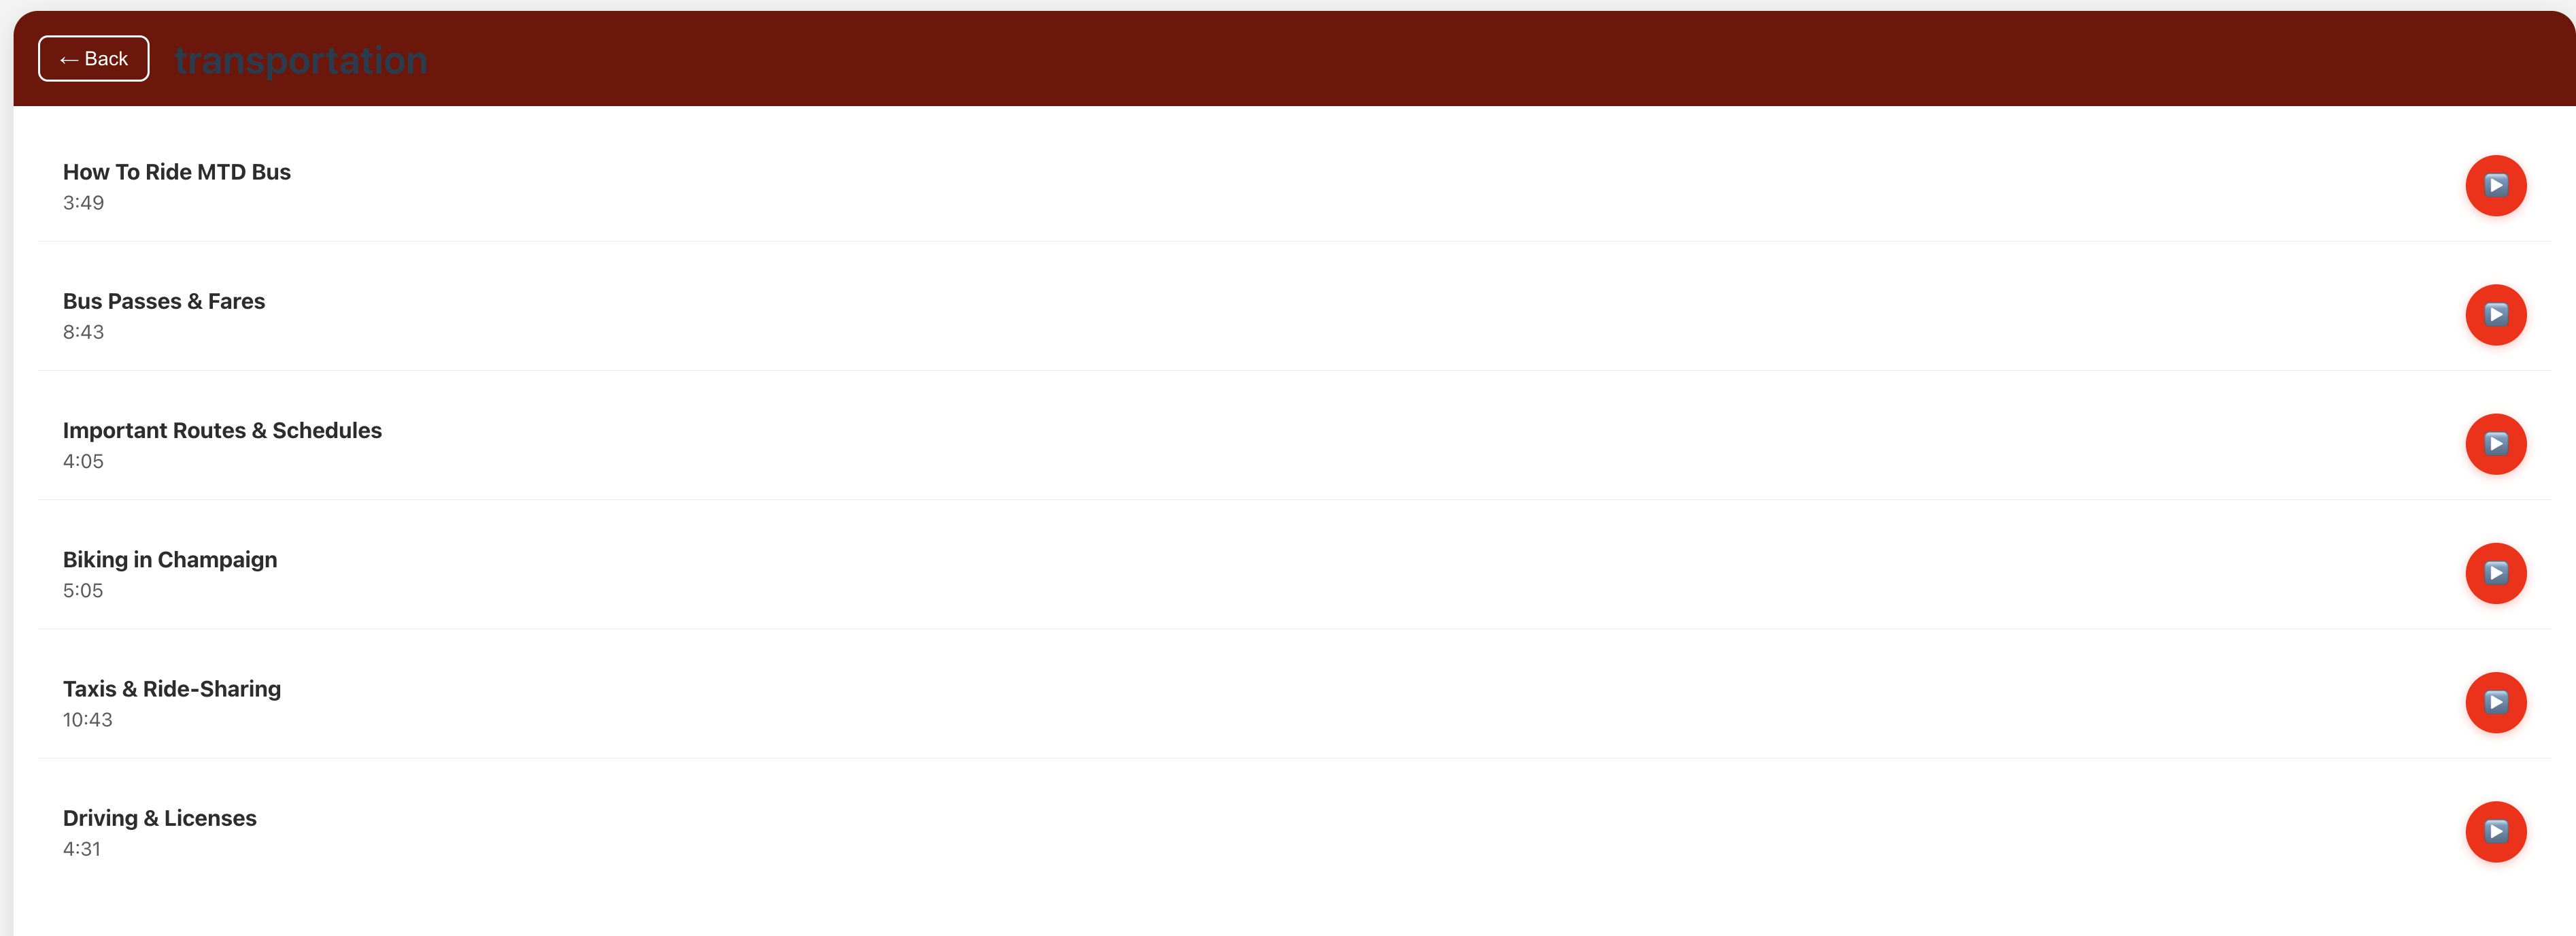 ← Back
transportation
How To Ride MTD Bus
3:49
Bus Passes & Fares
8:43
Important Routes & Schedules
4:05
Biking in Champaign
5:05
Taxis & Ride-Sharing
10:43
Driving & Licenses
4:31